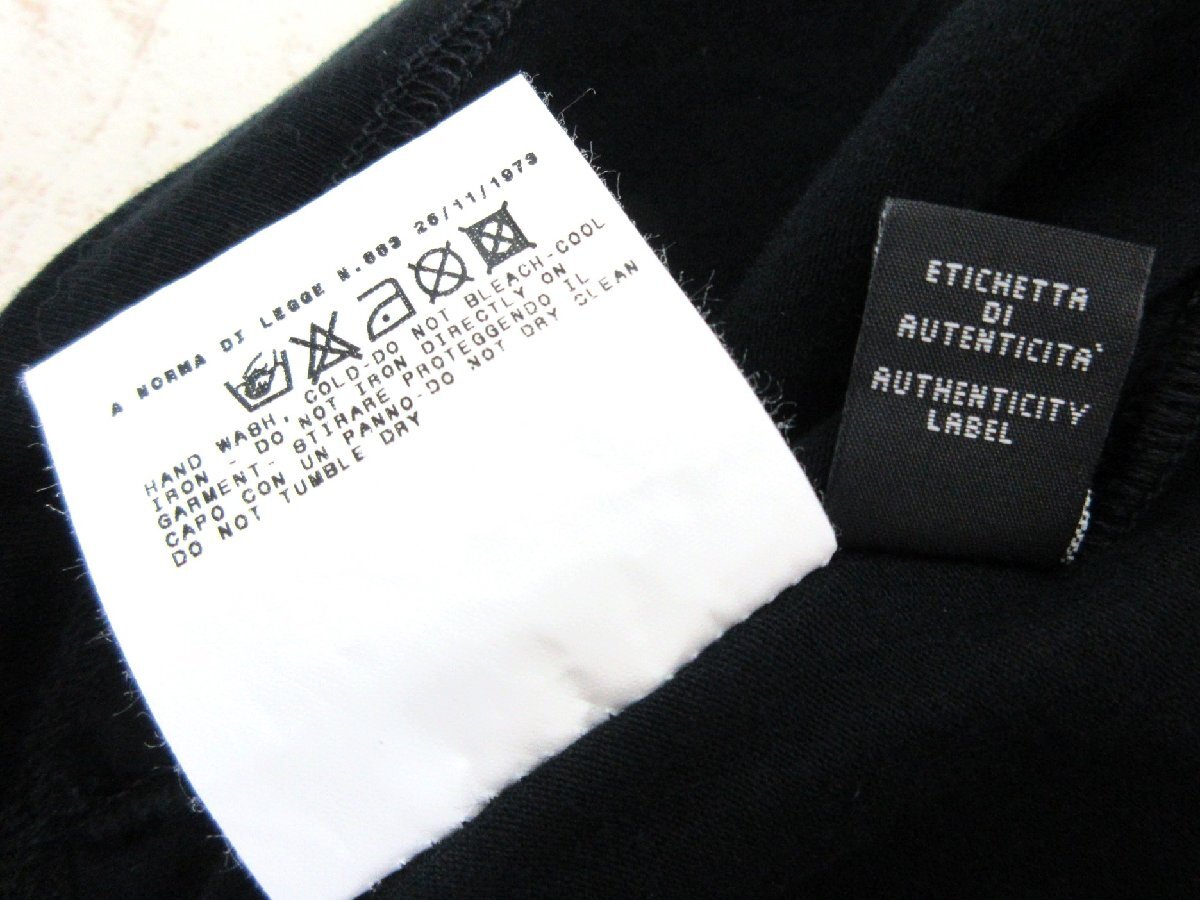 A NORMA DI LEGGE N.883 26/11/1973
HAND WASH, COLD-DO NOT BLEACH-COOL
IRON - DO NOT IRON DIRECTLY ON
GARMENT- STIRARE PROTEGGENDO IL
CAPO CON UN PANNO-DO NOT DRY CLEAN
DO NOT TUMBLE DRY
ETICHETTA
DI
AUTENTICITÀ
AUTHENTICITY
LABEL